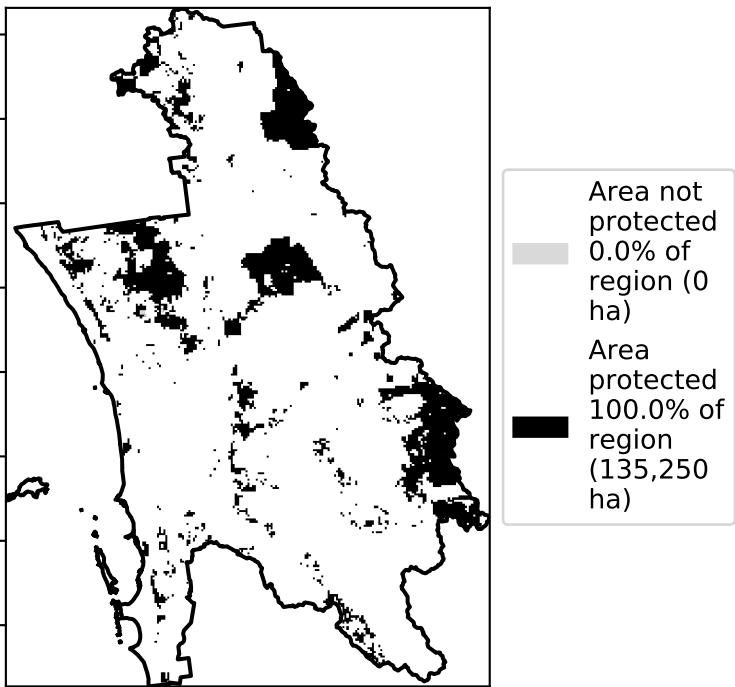 Area not
protected
0.0% of
region (0
ha)
Area
protected
100.0% of
region
(135,250
ha)